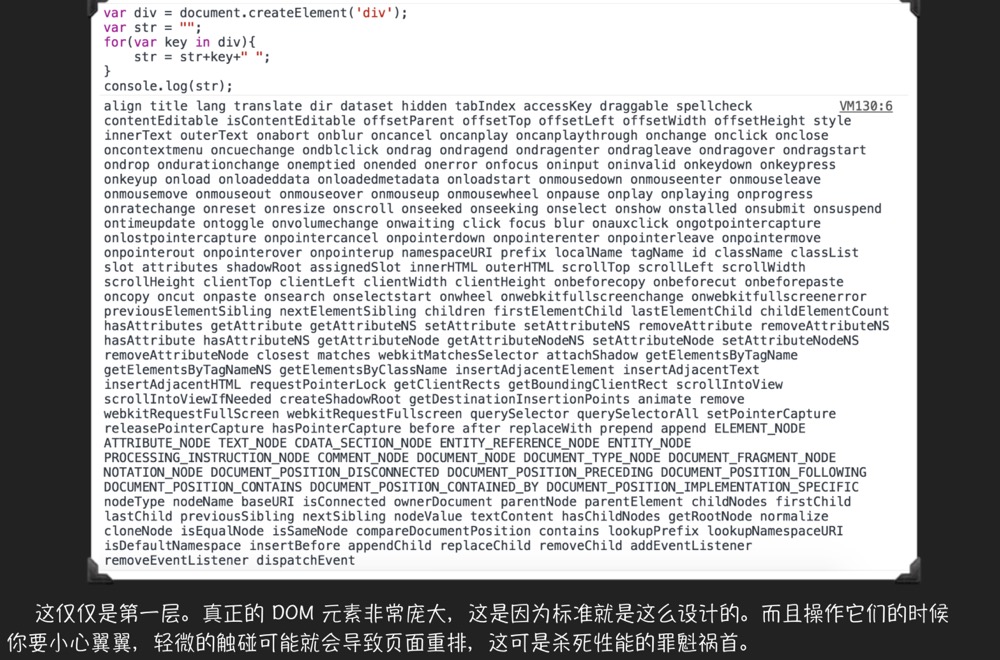 var div = document.createElement('div');
var str = "";
for(var key in div){
    str = str+key+" ";
}
console.log(str);
align title lang translate dir dataset hidden tabIndex accessKey draggable spellcheck VM130:6
contentEditable isContentEditable offsetParent offsetTop offsetLeft offsetWidth offsetHeight style
innerText outerText onabort onblur oncancel oncanplay oncanplaythrough onchange onclick onclose
oncontextmenu oncuechange ondblclick ondrag ondragend ondragenter ondragleave ondragover ondragstart
ondrop ondurationchange onemptied onended onerror onfocus oninput oninvalid onkeydown onkeypress
onkeyup onload onloadeddata onloadedmetadata onloadstart onmousedown onmouseenter onmouseleave
onmousemove onmouseout onmouseover onmouseup onmousewheel onpause onplay onplaying onprogress
onratechange onreset onresize onscroll onseeked onseeking onselect onshow onstalled onsubmit onsuspend
ontimeupdate ontoggle onvolumechange onwaiting click focus blur onauxclick ongotpointercapture
onlostpointercapture onpointercancel onpointerdown onpointerenter onpointerleave onpointermove
onpointerout onpointerover onpointerup namespaceURI prefix localName tagName id className classList
slot attributes shadowRoot assignedSlot innerHTML outerHTML scrollTop scrollLeft scrollWidth
scrollHeight clientTop clientLeft clientWidth clientHeight onbeforecopy onbeforecut onbeforepaste
oncopy oncut onpaste onsearch onselectstart onwheel onwebkitfullscreenchange onwebkitfullscreenerror
previousElementSibling nextElementSibling children firstElementChild lastElementChild childElementCount
hasAttributes getAttribute getAttributeNS setAttribute setAttributeNS removeAttribute removeAttributeNS
hasAttribute hasAttributeNS getAttributeNode getAttributeNodeNS setAttributeNode setAttributeNodeNS
removeAttributeNode closest matches webkitMatchesSelector attachShadow getElementsByTagName
getElementsByTagNameNS getElementsByClassName insertAdjacentElement insertAdjacentText
insertAdjacentHTML requestPointerLock getClientRects getBoundingClientRect scrollIntoView
scrollIntoViewIfNeeded createShadowRoot getDestinationInsertionPoints animate remove
webkitRequestFullScreen webkitRequestFullscreen querySelector querySelectorAll setPointerCapture
releasePointerCapture hasPointerCapture before after replaceWith prepend append ELEMENT_NODE
ATTRIBUTE_NODE TEXT_NODE CDATA_SECTION_NODE ENTITY_REFERENCE_NODE ENTITY_NODE
PROCESSING_INSTRUCTION_NODE COMMENT_NODE DOCUMENT_NODE DOCUMENT_TYPE_NODE DOCUMENT_FRAGMENT_NODE
NOTATION_NODE DOCUMENT_POSITION_DISCONNECTED DOCUMENT_POSITION_PRECEDING DOCUMENT_POSITION_FOLLOWING
DOCUMENT_POSITION_CONTAINS DOCUMENT_POSITION_CONTAINED_BY DOCUMENT_POSITION_IMPLEMENTATION_SPECIFIC
nodeType nodeName baseURI isConnected ownerDocument parentNode parentElement childNodes firstChild
lastChild previousSibling nextSibling nodeValue textContent hasChildNodes getRootNode normalize
cloneNode isEqualNode isSameNode compareDocumentPosition contains lookupPrefix lookupNamespaceURI
isDefaultNamespace insertBefore appendChild replaceChild removeChild addEventListener
removeEventListener dispatchEvent
这仅仅是第一层。真正的 DOM 元素非常庞大，这是因为标准就是这么设计的。而且操作它们的时候
你要小心翼翼，轻微的触碰可能就会导致页面重排，这可是杀死性能的罪魁祸首。